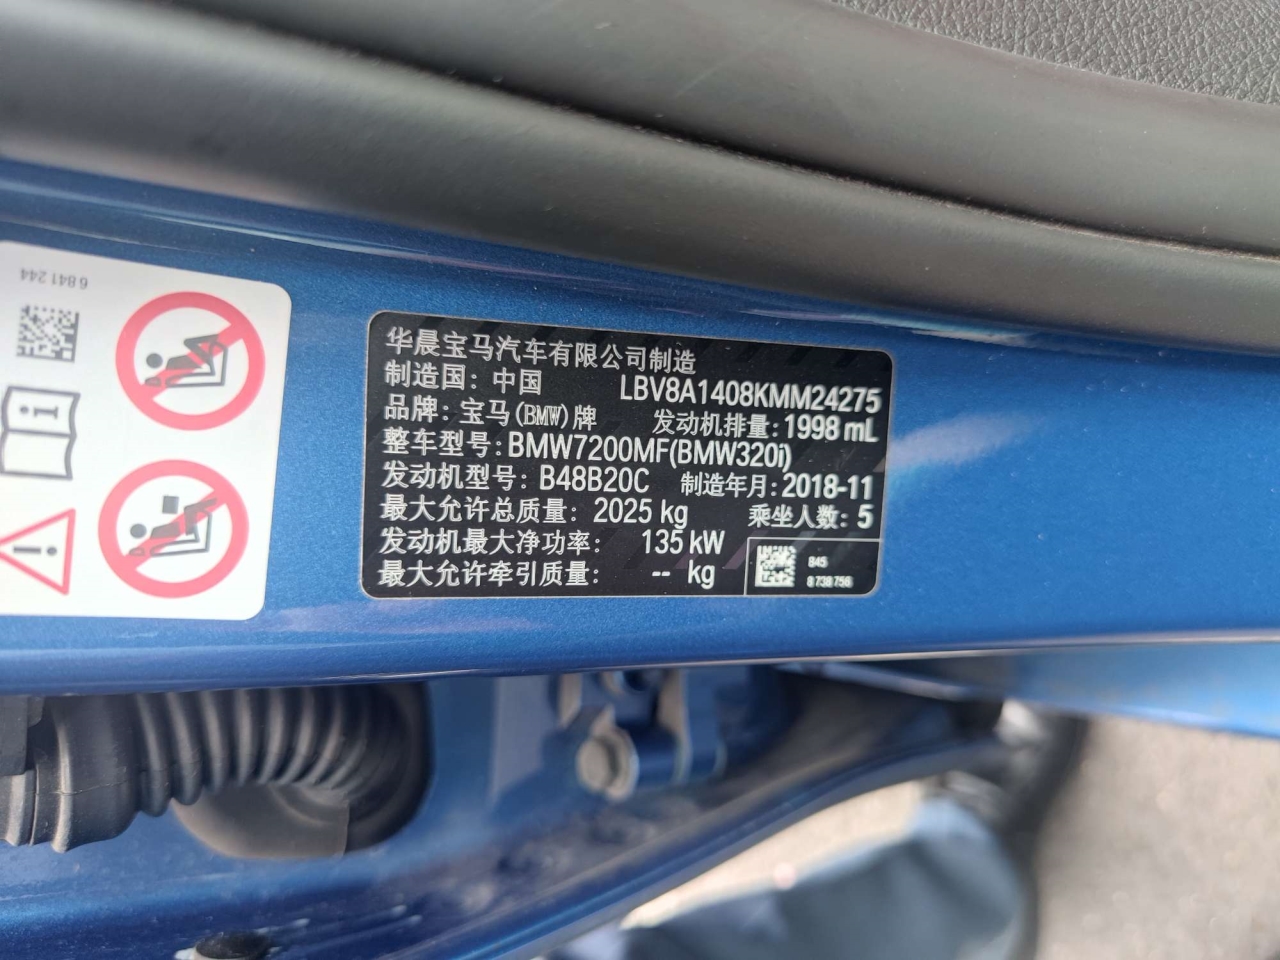 6 841 244
华晨宝马汽车有限公司制造
制造国: 中国 LBV8A1408KMM24275
品牌: 宝马(BMW)牌 发动机排量: 1998 mL
整车型号: BMW7200MF(BMW320i)
发动机型号: B48B20C 制造年月: 2018-11
最大允许总质量: 2025 kg 乘坐人数: 5
发动机最大净功率: 135 kW
最大允许牵引质量: -- kg
845
8 738 756